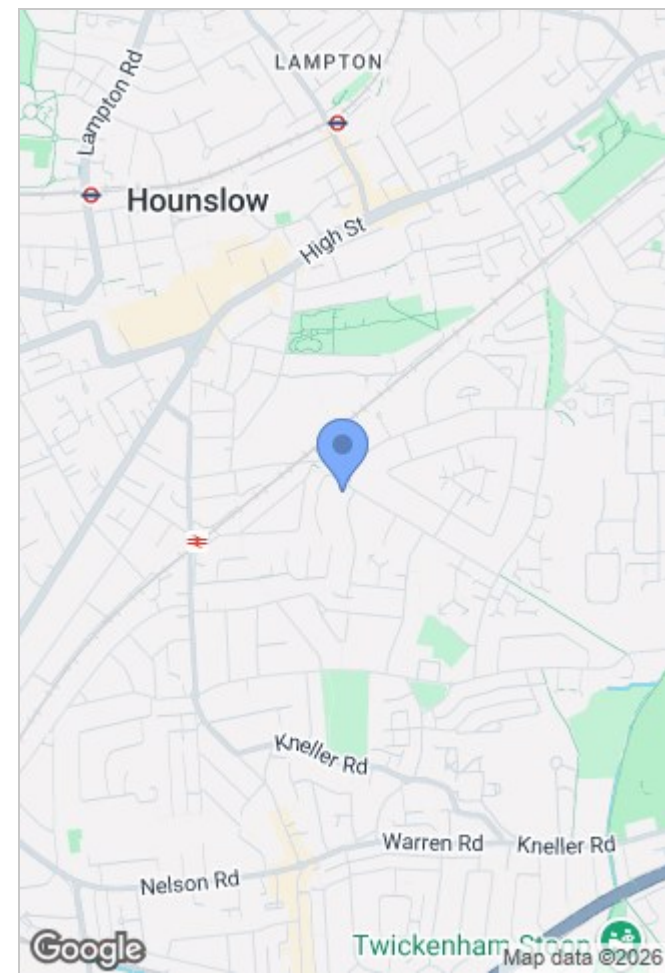 LAMPTON
Lampton Rd
Hounslow
High St
Kneller Rd
Warren Rd
Kneller Rd
Nelson Rd
Twickenham Stoop
Google
Map data ©2026